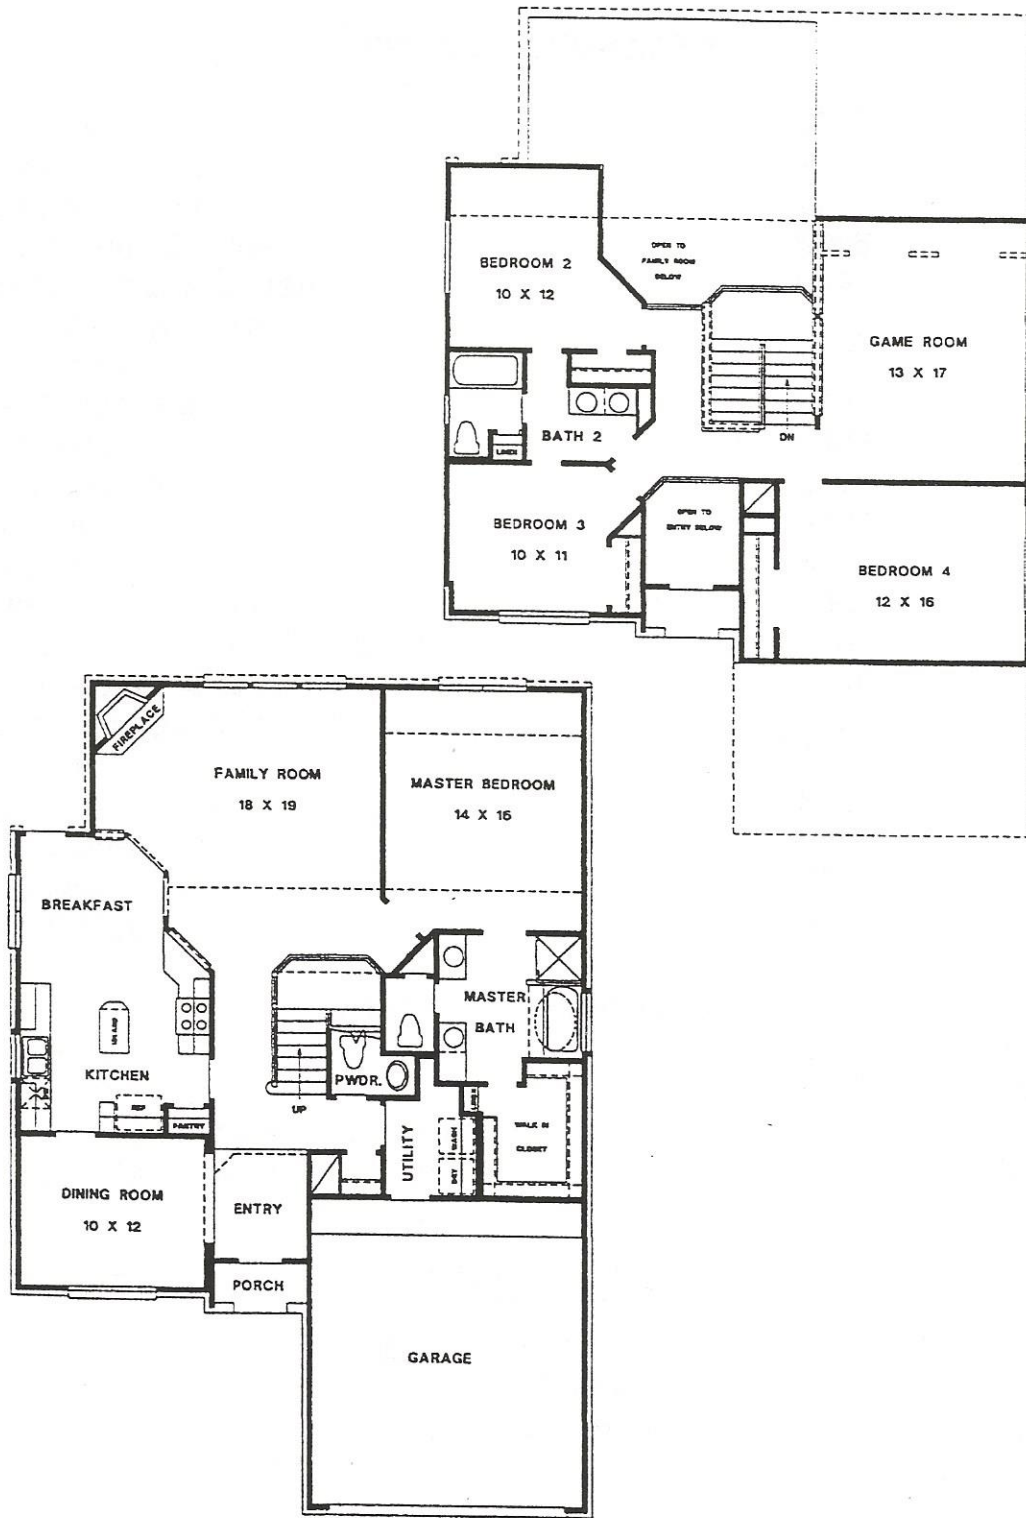 BEDROOM 2
10 X 12
OPEN TO
FAMILY ROOM
BELOW
GAME ROOM
13 X 17
DN
BATH 2
LINEN
BEDROOM 3
10 X 11
OPEN TO
ENTRY BELOW
BEDROOM 4
12 X 16
FIREPLACE
FAMILY ROOM
18 X 19
MASTER BEDROOM
14 X 15
BREAKFAST
MASTER
BATH
ISLAND
KITCHEN
PWDR.
UP
REF
PANTRY
UTILITY
WASH
DRY
LINEN
WALK IN
CLOSET
DINING ROOM
10 X 12
ENTRY
PORCH
GARAGE